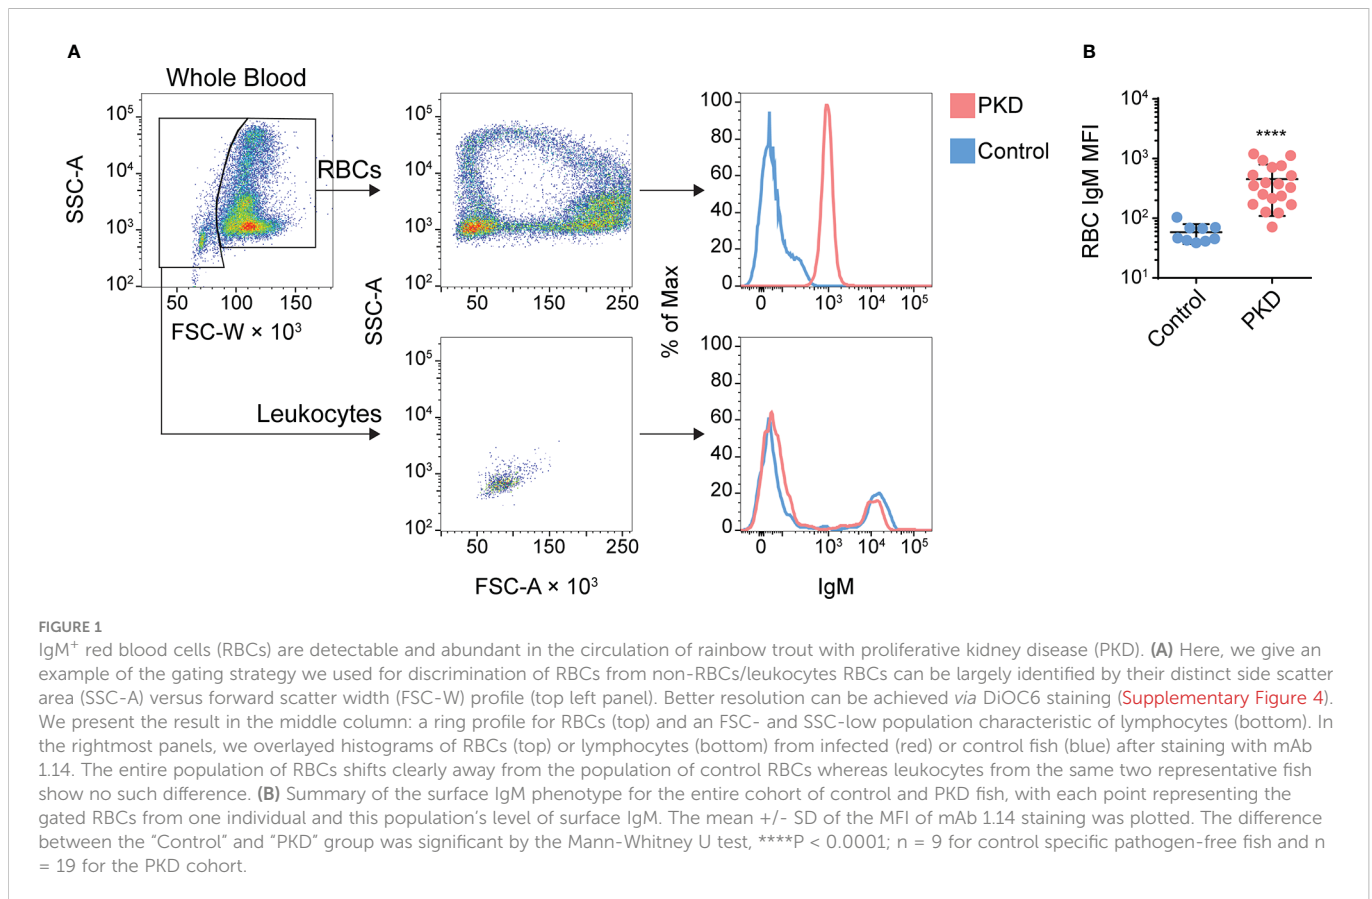 A
B
Whole Blood
10⁵
10⁴
10³
10²
SSC-A
RBCs
50 100 150
FSC-W × 10³
10⁵
10⁴
10³
10²
50 150 250
SSC-A
100
80
60
40
20
0
0 10³ 10⁴ 10⁵
% of Max
PKD
Control
Leukocytes
10⁵
10⁴
10³
10²
50 150 250
FSC-A × 10³
100
80
60
40
20
0
0 10³ 10⁴ 10⁵
IgM
RBC IgM MFI
10⁴
10³
10²
10¹
****
Control
PKD
FIGURE 1
IgM⁺ red blood cells (RBCs) are detectable and abundant in the circulation of rainbow trout with proliferative kidney disease (PKD). (A) Here, we give an
example of the gating strategy we used for discrimination of RBCs from non-RBCs/leukocytes RBCs can be largely identified by their distinct side scatter
area (SSC-A) versus forward scatter width (FSC-W) profile (top left panel). Better resolution can be achieved via DiOC6 staining (Supplementary Figure 4).
We present the result in the middle column: a ring profile for RBCs (top) and an FSC- and SSC-low population characteristic of lymphocytes (bottom). In
the rightmost panels, we overlayed histograms of RBCs (top) or lymphocytes (bottom) from infected (red) or control fish (blue) after staining with mAb
1.14. The entire population of RBCs shifts clearly away from the population of control RBCs whereas leukocytes from the same two representative fish
show no such difference. (B) Summary of the surface IgM phenotype for the entire cohort of control and PKD fish, with each point representing the
gated RBCs from one individual and this population's level of surface IgM. The mean +/- SD of the MFI of mAb 1.14 staining was plotted. The difference
between the "Control" and "PKD" group was significant by the Mann-Whitney U test, ****P < 0.0001; n = 9 for control specific pathogen-free fish and n
= 19 for the PKD cohort.